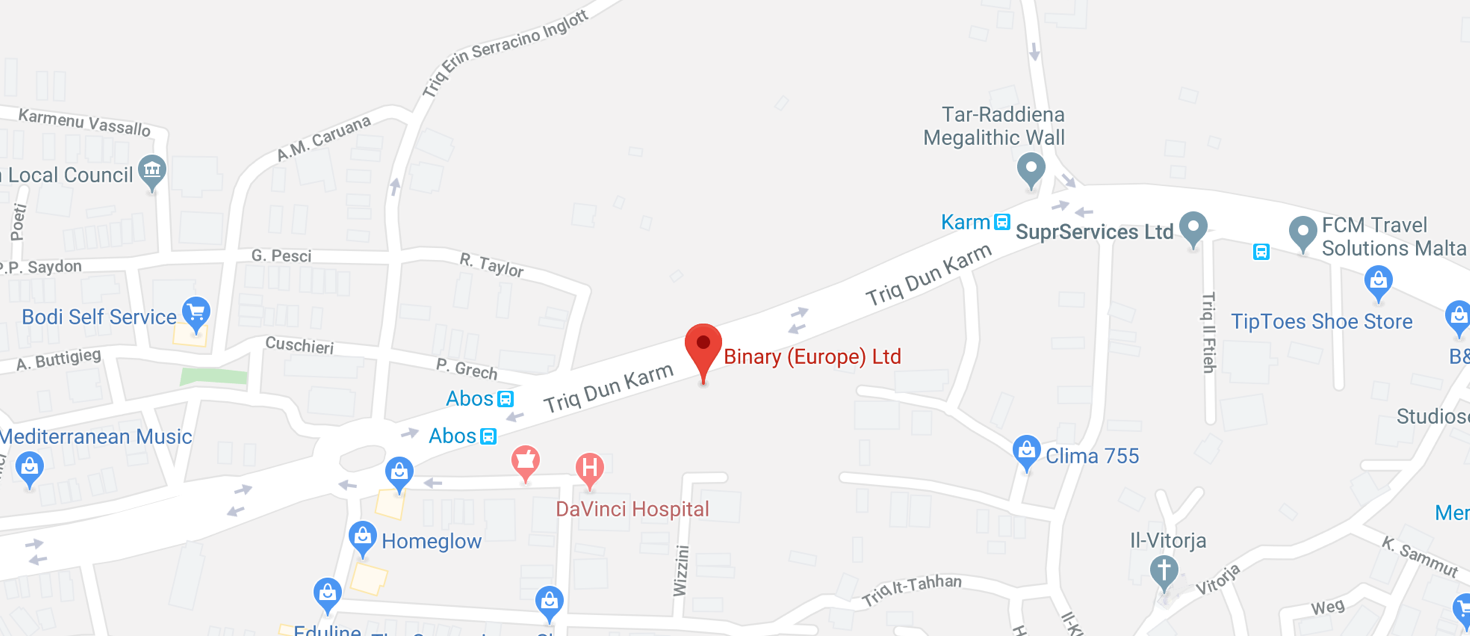 Triq Erin Serracino Inglott
Karmenu Vassallo
A.M. Caruana
Tar-Raddiena
Megalithic Wall
Local Council
Poeti
Karm
SuprServices Ltd
FCM Travel
Solutions Malta
P.P. Saydon
G. Pesci
R. Taylor
Triq Dun Karm
Bodi Self Service
Triq Il Ftieh
TipToes Shoe Store
Cuschieri
A. Buttigieg
P. Grech
Binary (Europe) Ltd
B&
Triq Dun Karm
Abos
Abos
Mediterranean Music
Clima 755
DaVinci Hospital
Homeglow
Il-Vitorja
K. Sammut
Wizzini
Triq It-Tahhan
Vitorja
Weg
Eduline